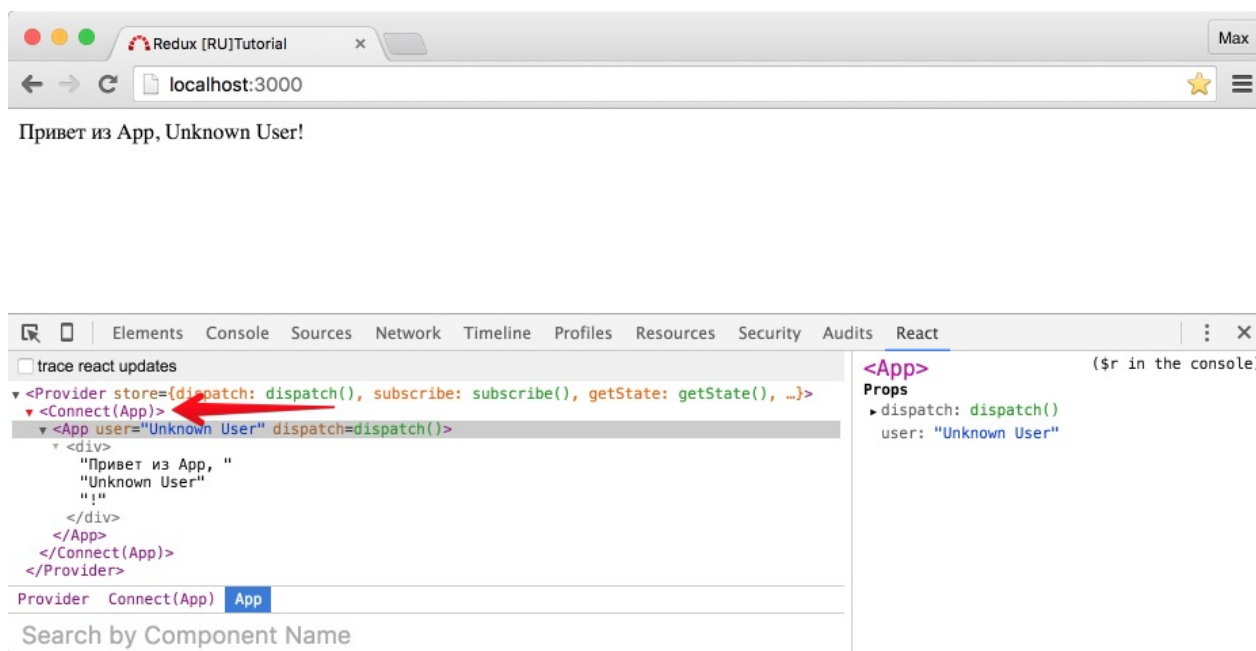 Redux [RU]Tutorial
Max
localhost:3000
Привет из App, Unknown User!
Elements Console Sources Network Timeline Profiles Resources Security Audits React
trace react updates
<Provider store={dispatch: dispatch(), subscribe: subscribe(), getState: getState(), …}>
<Connect(App)>
<App user="Unknown User" dispatch=dispatch()>
<div>
"Привет из App, "
"Unknown User"
"!"
</div>
</App>
</Connect(App)>
</Provider>
Provider Connect(App) App
Search by Component Name
<App> ($r in the console)
Props
dispatch: dispatch()
user: "Unknown User"